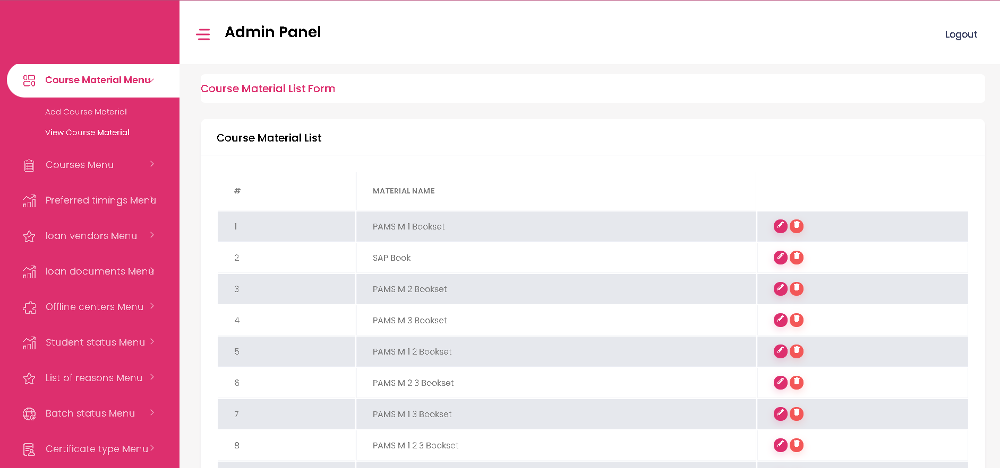 Admin Panel
Logout
Course Material Menu
Add Course Material
View Course Material
Courses Menu
Preferred timings Menu
loan vendors Menu
loan documents Menu
Offline centers Menu
Student status Menu
List of reasons Menu
Batch status Menu
Certificate type Menu
Course Material List Form
Course Material List
# MATERIAL NAME
1 PAMS M 1 Bookset
2 SAP Book
3 PAMS M 2 Bookset
4 PAMS M 3 Bookset
5 PAMS M 1 2 Bookset
6 PAMS M 2 3 Bookset
7 PAMS M 1 3 Bookset
8 PAMS M 1 2 3 Bookset